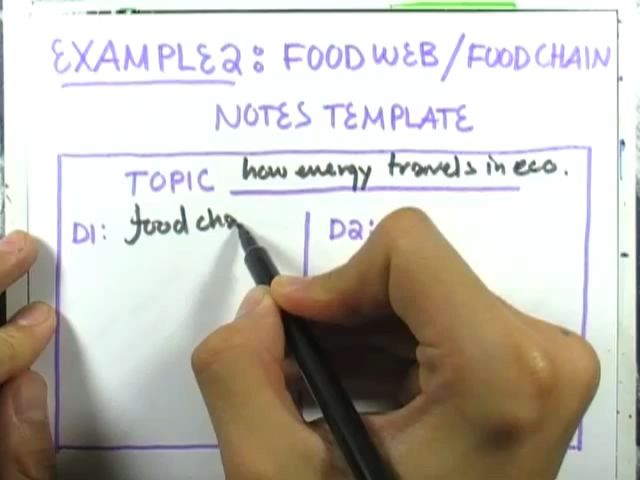 EXAMPLE2: FOOD WEB/FOOD CHAIN
NOTES TEMPLATE
TOPIC how energy travels in eco.
D1: food cha
D2: